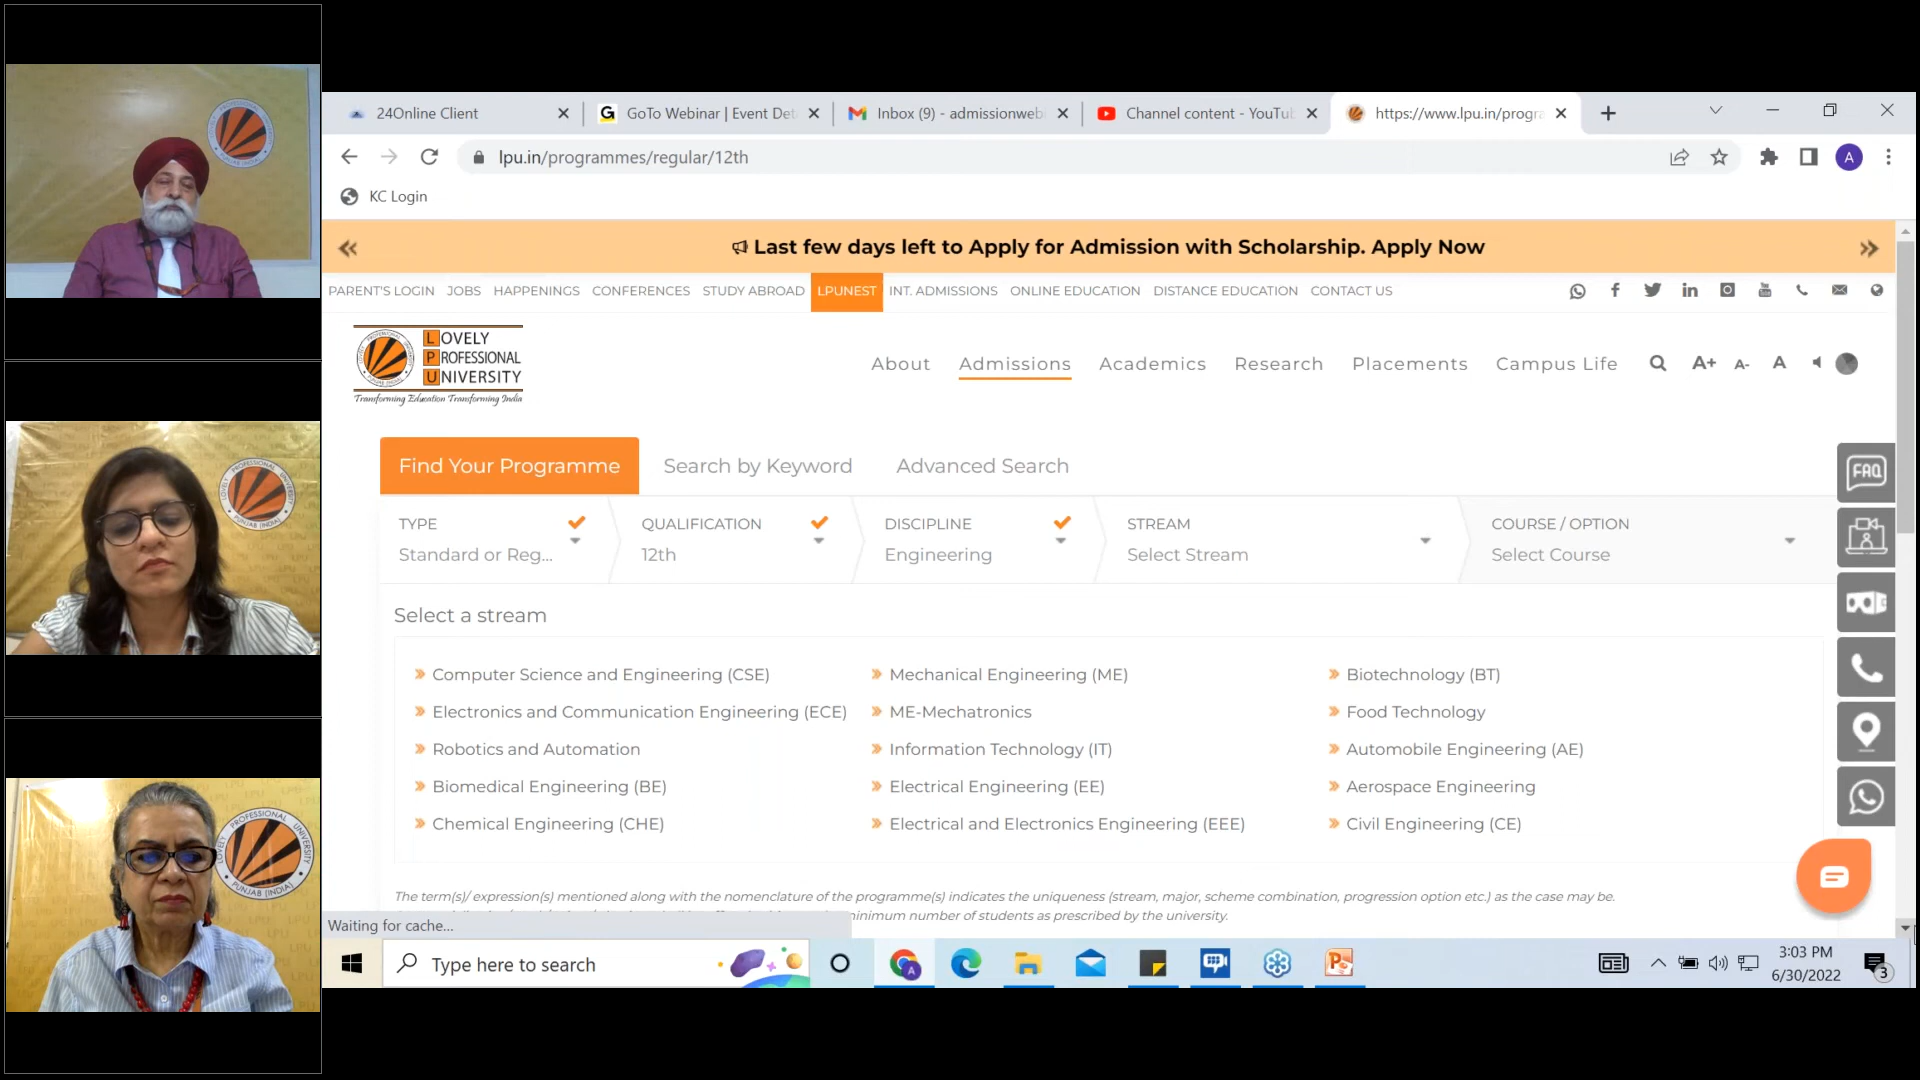 24Online Client
GoTo Webinar | Event Det
Inbox (9) - admissionweb
Channel content - YouTu
https://www.lpu.in/progra
lpu.in/programmes/regular/12th
A
KC Login
Last few days left to Apply for Admission with Scholarship. Apply Now
PARENT'S LOGIN JOBS HAPPENINGS CONFERENCES STUDY ABROAD LPUNEST INT. ADMISSIONS ONLINE EDUCATION DISTANCE EDUCATION CONTACT US
LOVELY
PROFESSIONAL
UNIVERSITY
Transforming Education Transforming India
About Admissions Academics Research Placements Campus Life A+ A- A
Find Your Programme Search by Keyword Advanced Search
TYPE QUALIFICATION DISCIPLINE STREAM COURSE / OPTION
Standard or Reg... 12th Engineering Select Stream Select Course
FAQ
Select a stream
Computer Science and Engineering (CSE) Mechanical Engineering (ME) Biotechnology (BT)
Electronics and Communication Engineering (ECE) ME-Mechatronics Food Technology
Robotics and Automation Information Technology (IT) Automobile Engineering (AE)
Biomedical Engineering (BE) Electrical Engineering (EE) Aerospace Engineering
Chemical Engineering (CHE) Electrical and Electronics Engineering (EEE) Civil Engineering (CE)
The term(s)/ expression(s) mentioned along with the nomenclature of the programme(s) indicates the uniqueness (stream, major, scheme combination, progression option etc.) as the case may be.
minimum number of students as prescribed by the university.
Waiting for cache...
Type here to search
3:03 PM
6/30/2022
3